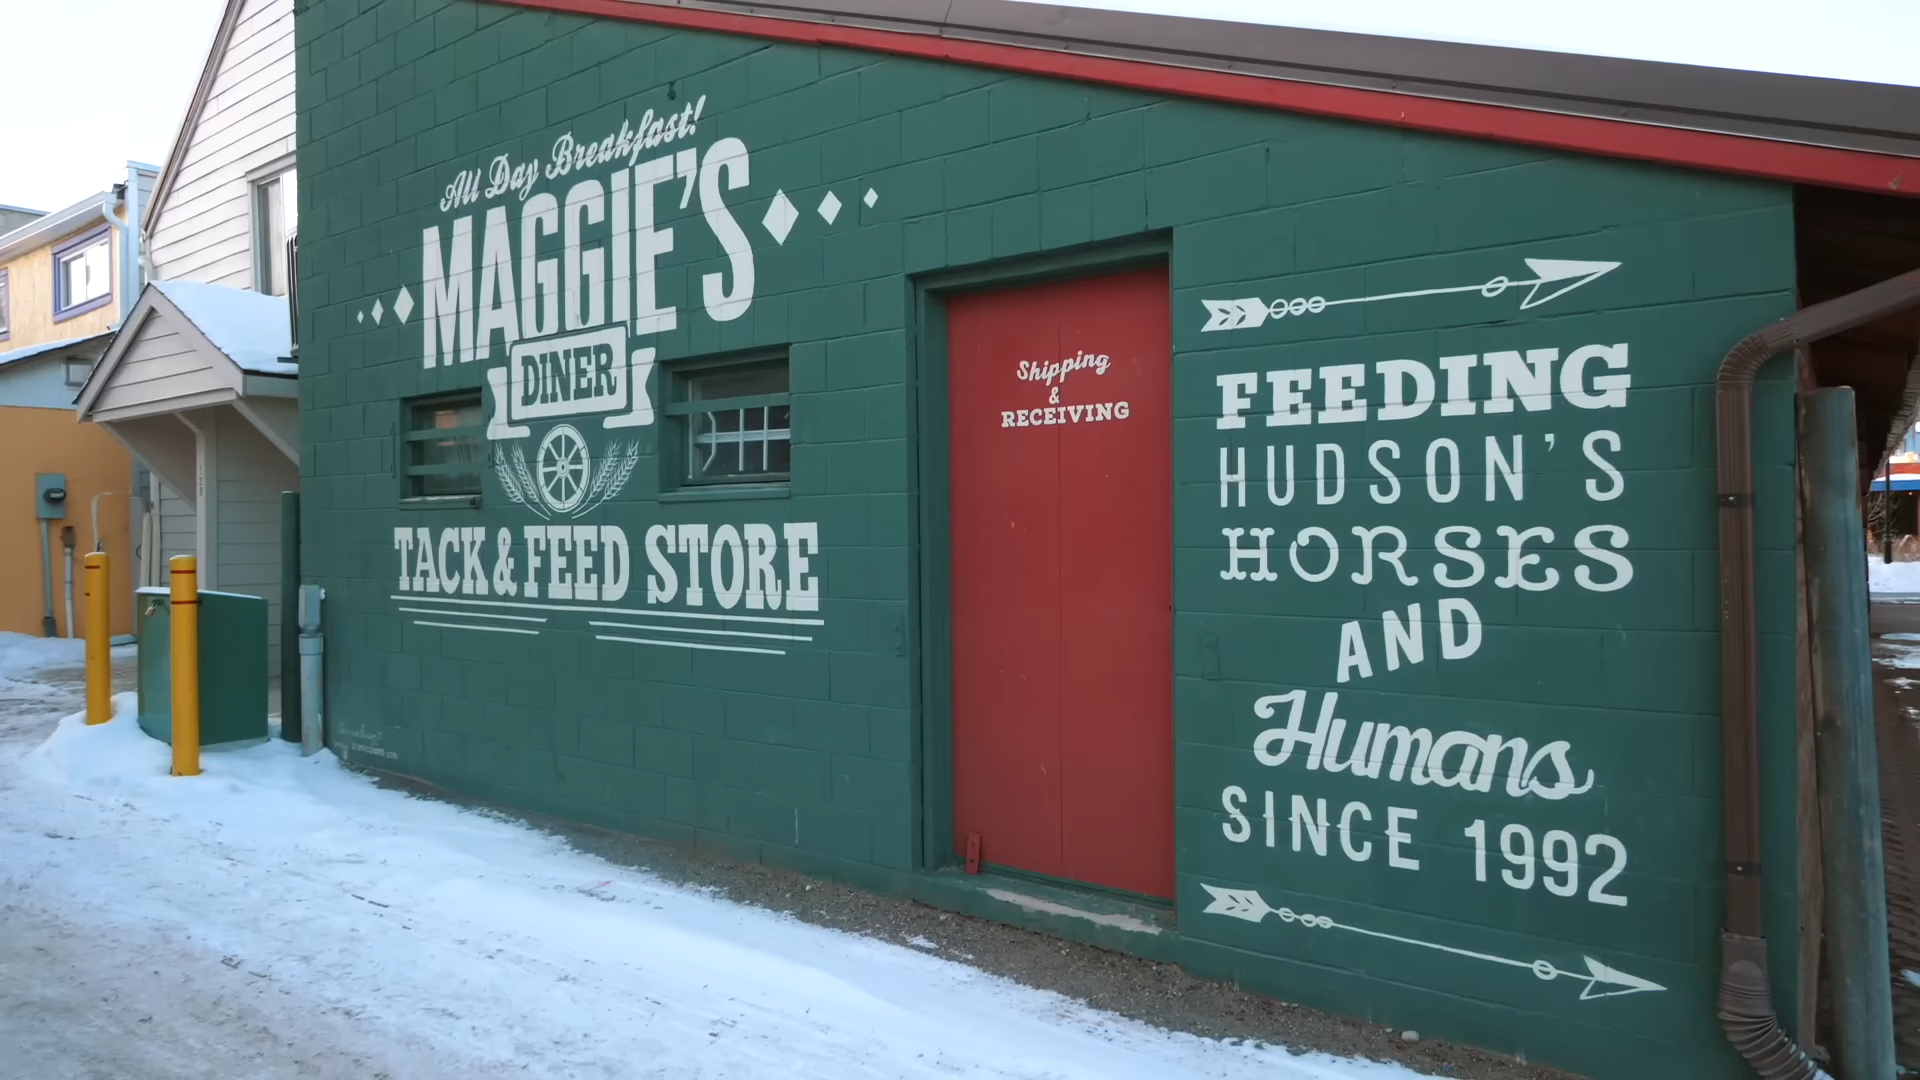 All Day Breakfast!
MAGGIE'S
DINER
TACK & FEED STORE
Shipping
&
RECEIVING
FEEDING
HUDSON'S
HORSES
AND
Humans
SINCE 1992